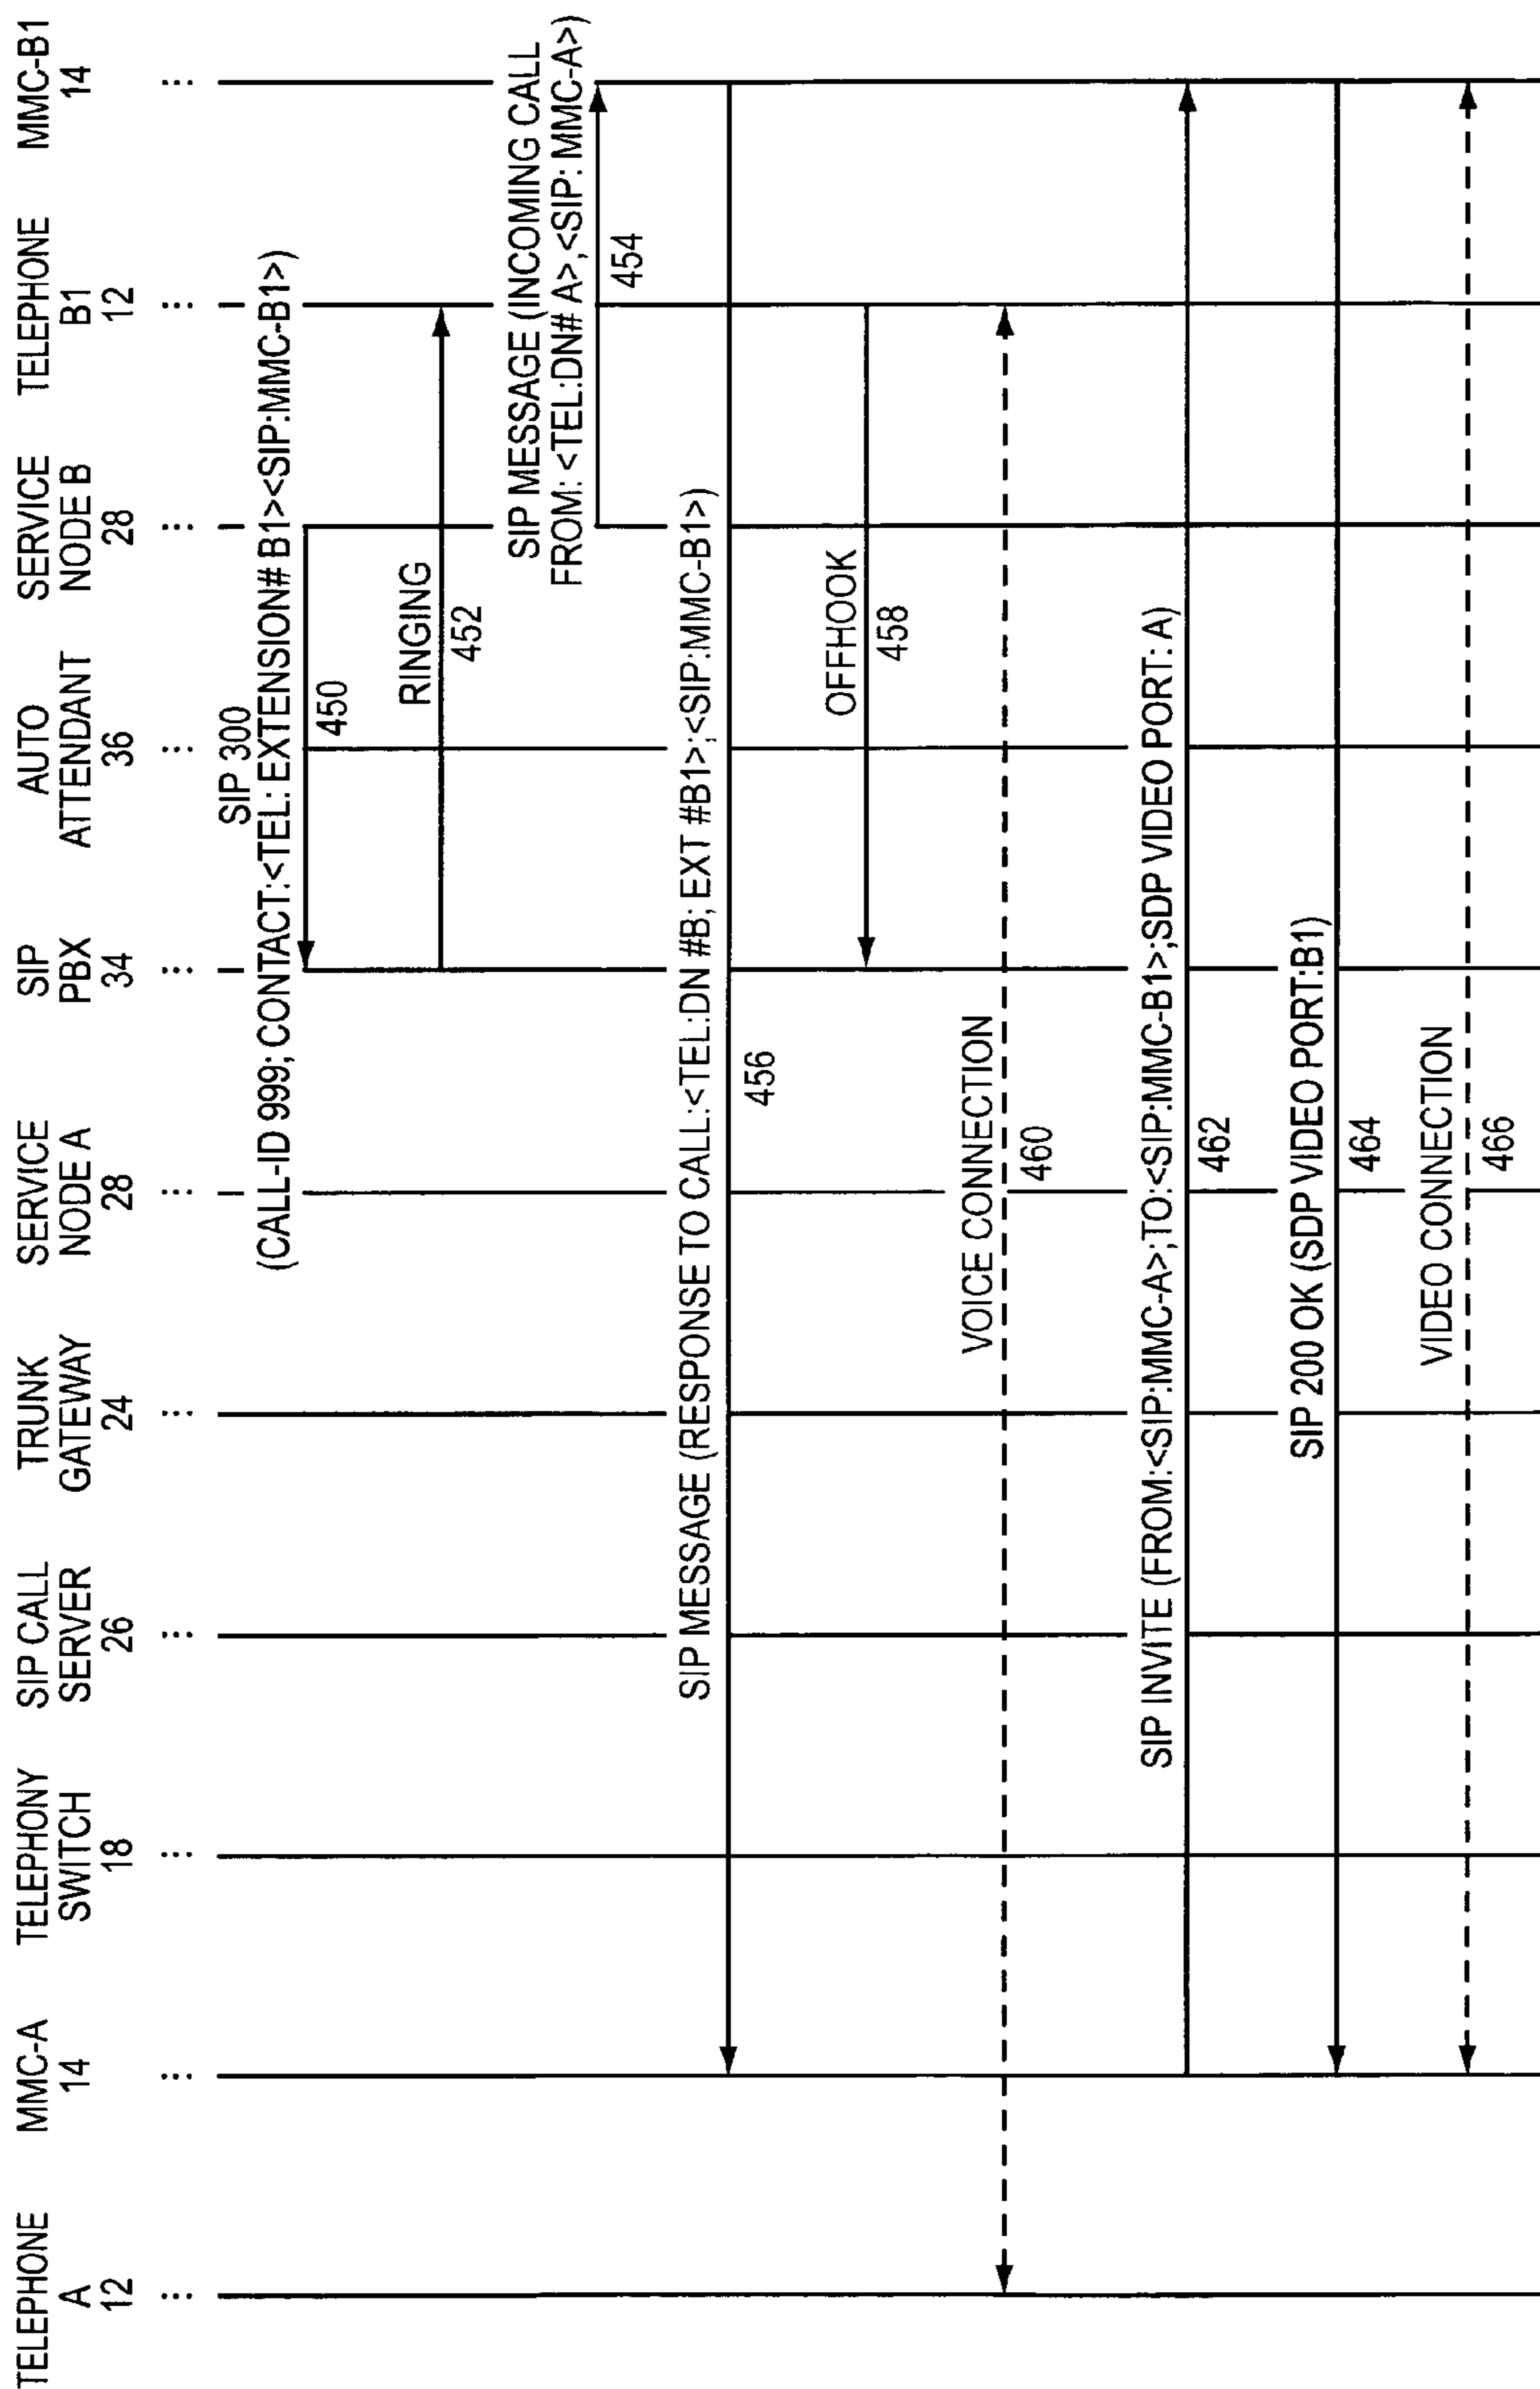 TELEPHONE
A
12
MMC-A
14
TELEPHONY
SWITCH
18
SIP CALL
SERVER
26
TRUNK
GATEWAY
24
SERVICE
NODE A
28
SIP
PBX
34
AUTO
ATTENDANT
36
SERVICE
NODE B
28
TELEPHONE
B1
12
MMC-B1
14
SIP 300
(CALL-ID 999; CONTACT:<TEL: EXTENSION# B1><SIP:MMC-B1>)
450
RINGING
452
SIP MESSAGE (INCOMING CALL
FROM: <TEL:DN# A>,<SIP: MMC-A>)
454
SIP MESSAGE (RESPONSE TO CALL:<TEL:DN #B; EXT #B1>;<SIP:MMC-B1>)
456
OFFHOOK
458
VOICE CONNECTION
460
SIP INVITE (FROM:<SIP:MMC-A>;TO:<SIP:MMC-B1>;SDP VIDEO PORT: A)
462
SIP 200 OK (SDP VIDEO PORT:B1)
464
VIDEO CONNECTION
466